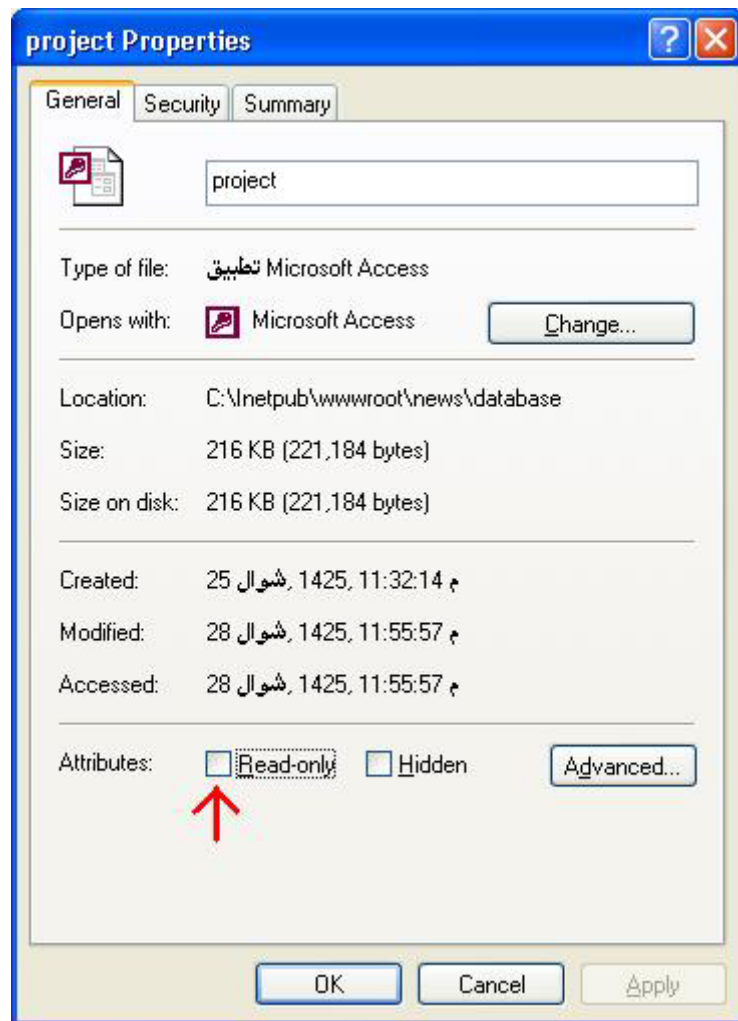 project Properties
General Security Summary
project
Type of file: تطبيق Microsoft Access
Opens with: Microsoft Access Change...
Location: C:\Inetpub\wwwroot\news\database
Size: 216 KB (221,184 bytes)
Size on disk: 216 KB (221,184 bytes)
Created: 25 شوال, 1425, 11:32:14 م
Modified: 28 شوال, 1425, 11:55:57 م
Accessed: 28 شوال, 1425, 11:55:57 م
Attributes: Read-only Hidden Advanced...
OK Cancel Apply